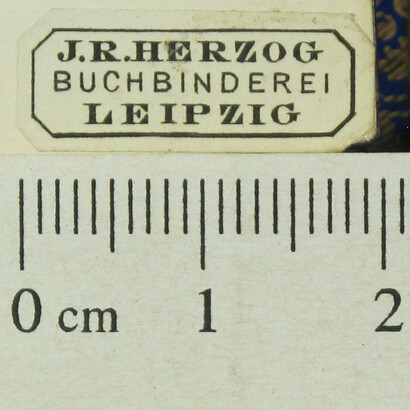 J.R.HERZOG
BUCHBINDEREI
LEIPZIG
0 cm 1 2